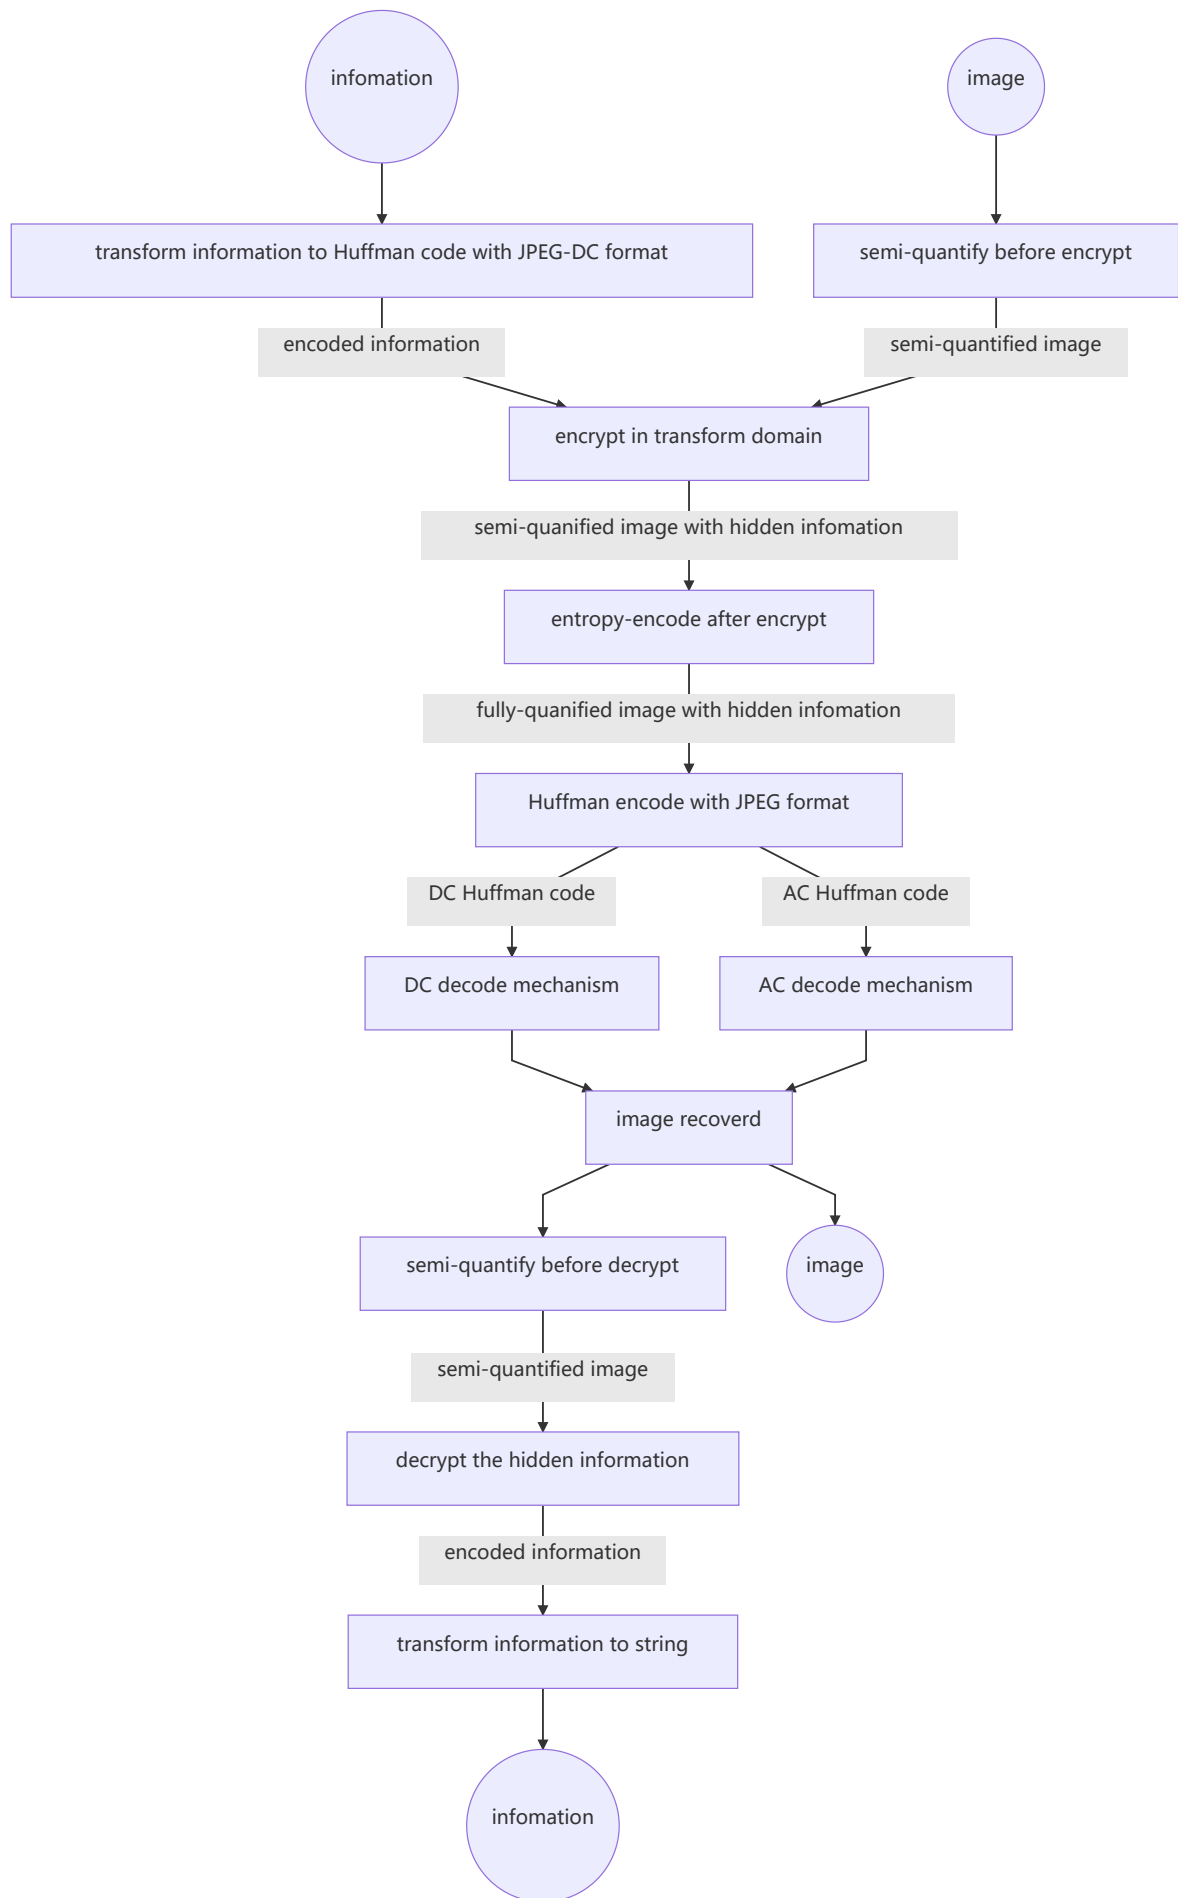 infomation
image
transform information to Huffman code with JPEG-DC format
semi-quantify before encrypt
encoded information
semi-quantified image
encrypt in transform domain
semi-quanified image with hidden infomation
entropy-encode after encrypt
fully-quanified image with hidden infomation
Huffman encode with JPEG format
DC Huffman code
AC Huffman code
DC decode mechanism
AC decode mechanism
image recoverd
semi-quantify before decrypt
image
semi-quantified image
decrypt the hidden information
encoded information
transform information to string
infomation